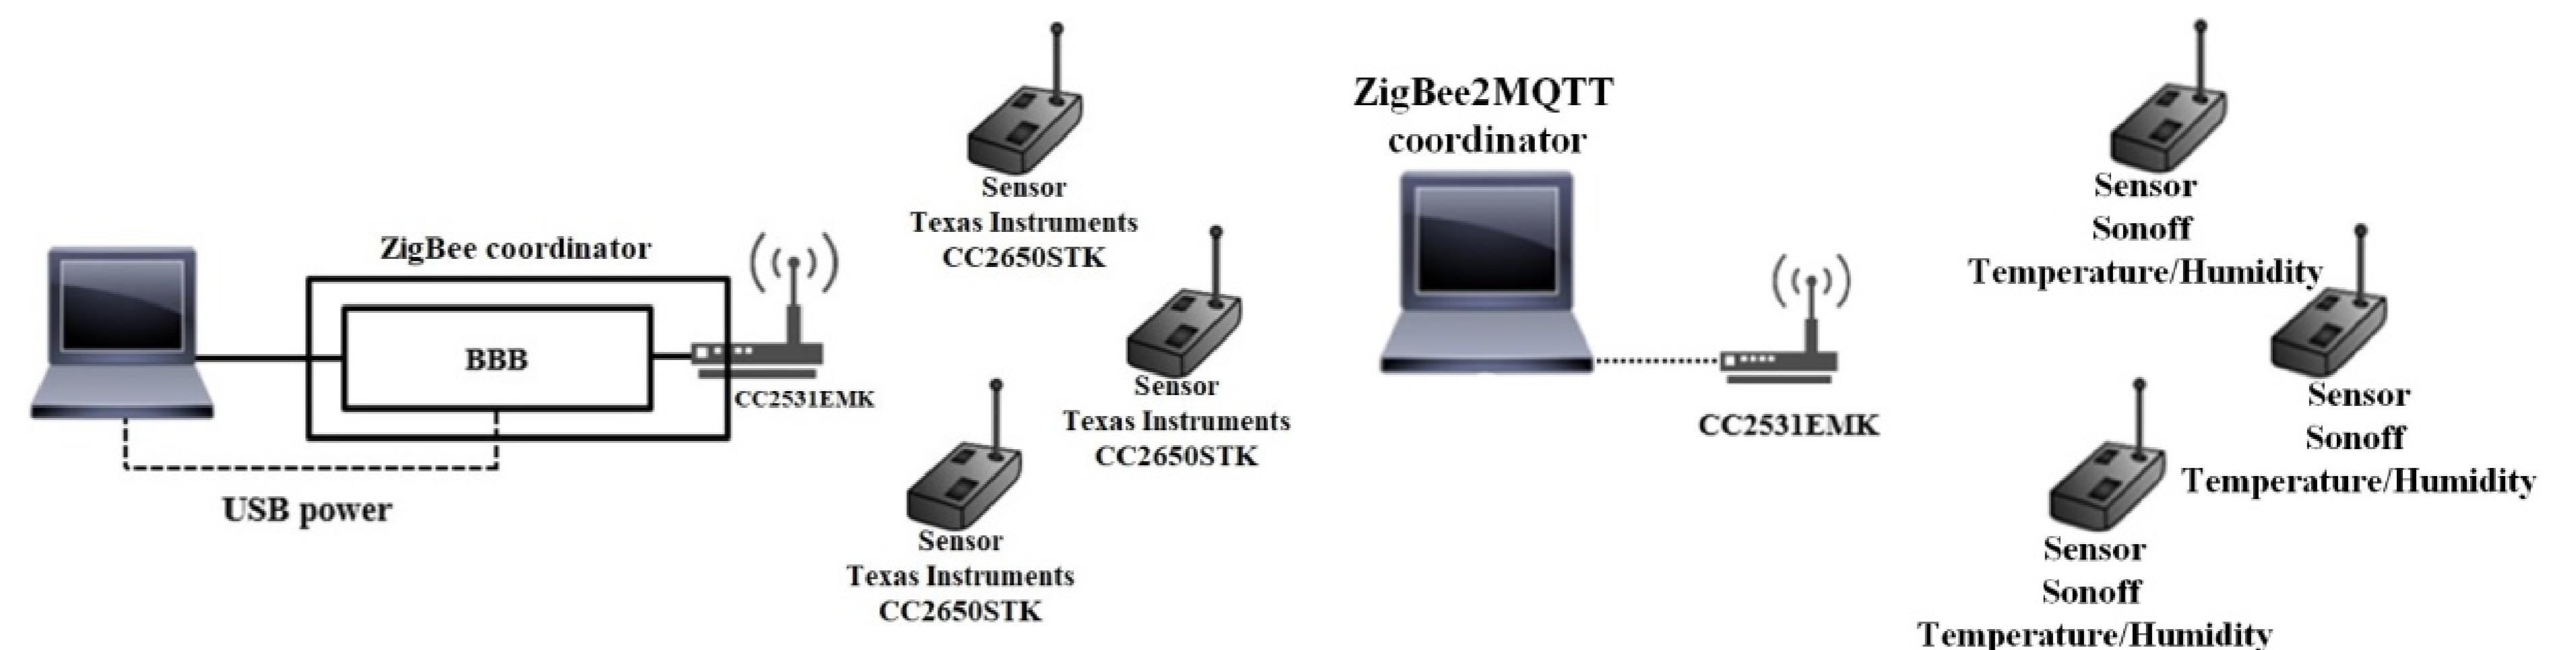 ZigBee coordinator
BBB
CC2531EMK
USB power
Sensor
Texas Instruments
CC2650STK
Sensor
Texas Instruments
CC2650STK
Sensor
Texas Instruments
CC2650STK
ZigBee2MQTT
coordinator
CC2531EMK
Sensor
Sonoff
Temperature/Humidity
Sensor
Sonoff
Temperature/Humidity
Sensor
Sonoff
Temperature/Humidity